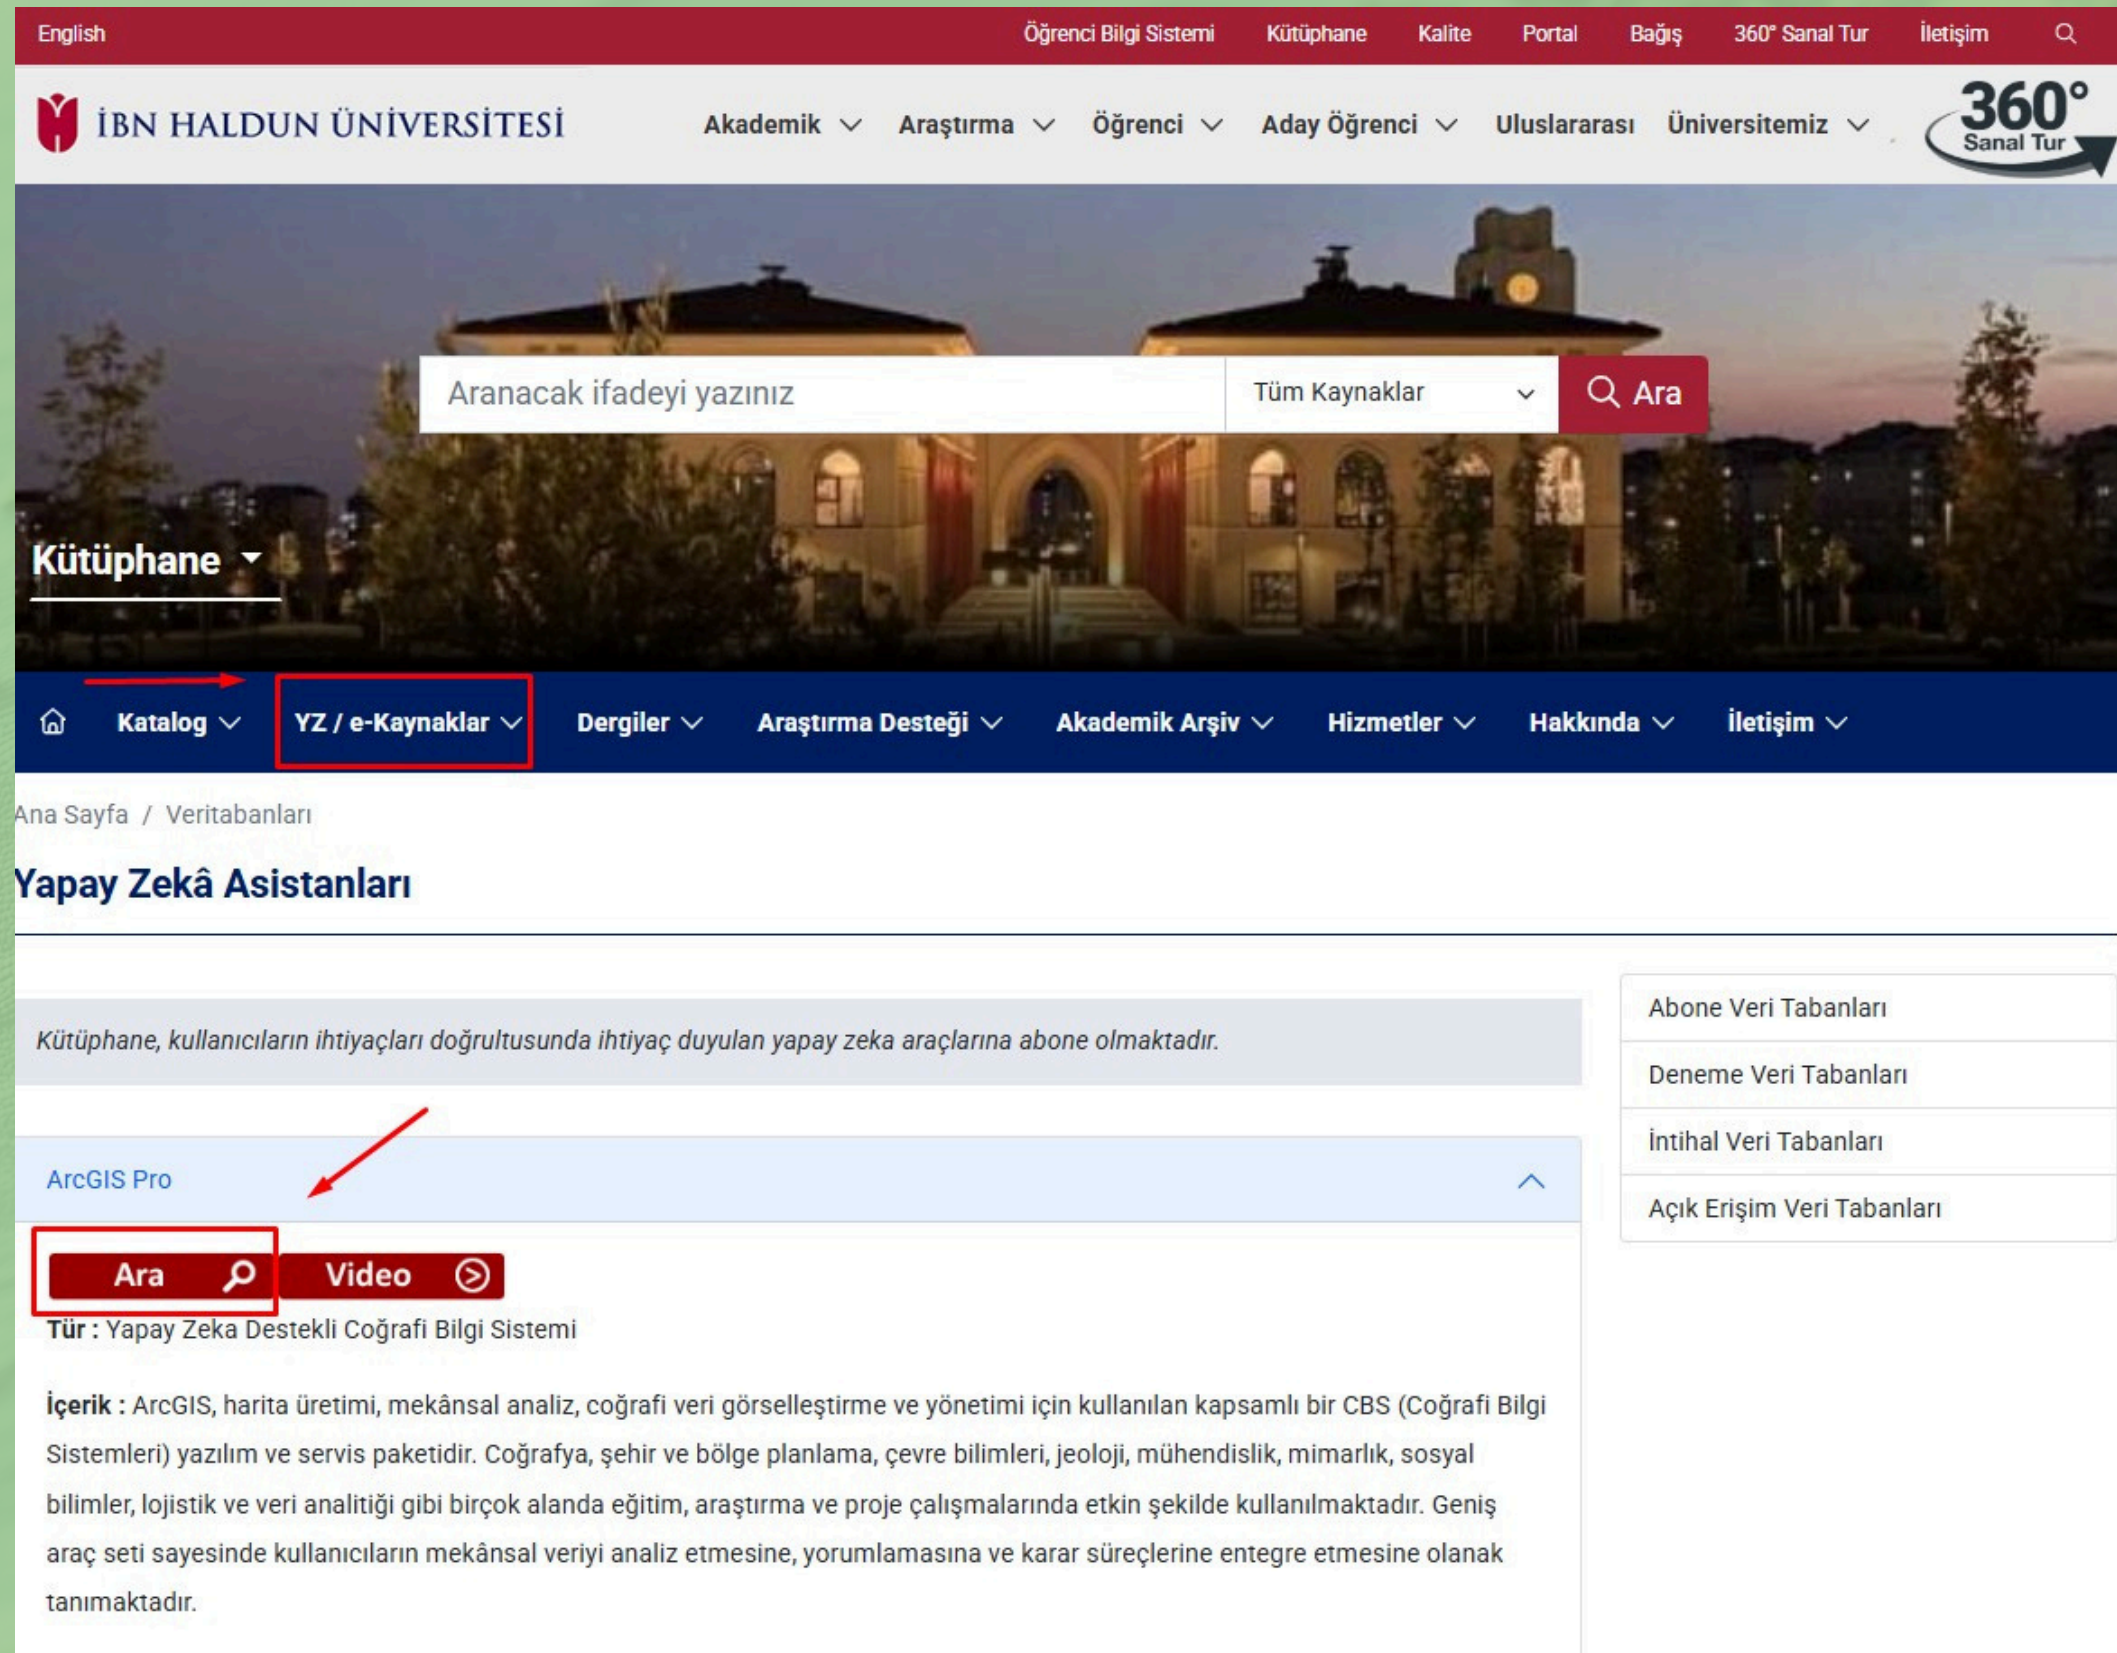 English
Öğrenci Bilgi Sistemi Kütüphane Kalite Portal Bağış 360° Sanal Tur İletişim
İBN HALDUN ÜNİVERSİTESİ
Akademik Araştırma Öğrenci Aday Öğrenci Uluslararası Üniversitemiz
360°
Sanal Tur
Aranacak ifadeyi yazınız Tüm Kaynaklar Ara
Kütüphane
Katalog YZ / e-Kaynaklar Dergiler Araştırma Desteği Akademik Arşiv Hizmetler Hakkında İletişim
Ana Sayfa / Veritabanları
Yapay Zekâ Asistanları
Kütüphane, kullanıcıların ihtiyaçları doğrultusunda ihtiyaç duyulan yapay zeka araçlarına abone olmaktadır.
ArcGIS Pro
Ara Video
Tür : Yapay Zeka Destekli Coğrafi Bilgi Sistemi
İçerik : ArcGIS, harita üretimi, mekânsal analiz, coğrafi veri görselleştirme ve yönetimi için kullanılan kapsamlı bir CBS (Coğrafi Bilgi
Sistemleri) yazılım ve servis paketidir. Coğrafya, şehir ve bölge planlama, çevre bilimleri, jeoloji, mühendislik, mimarlık, sosyal
bilimler, lojistik ve veri analitiği gibi birçok alanda eğitim, araştırma ve proje çalışmalarında etkin şekilde kullanılmaktadır. Geniş
araç seti sayesinde kullanıcıların mekânsal veriyi analiz etmesine, yorumlamasına ve karar süreçlerine entegre etmesine olanak
tanımaktadır.
Abone Veri Tabanları
Deneme Veri Tabanları
İntihal Veri Tabanları
Açık Erişim Veri Tabanları